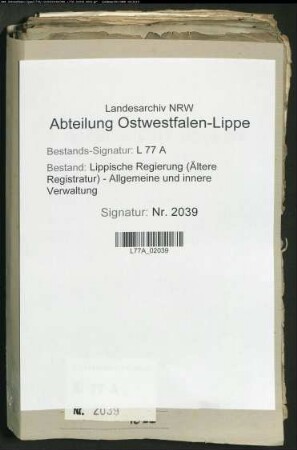 Landesarchiv NRW
Abteilung Ostwestfalen-Lippe
Bestands-Signatur: L 77 A
Bestand: Lippische Regierung (Ältere
Registratur) - Allgemeine und innere
Verwaltung
Signatur: Nr. 2039
L77A_02039
77 A
Nr. 2039